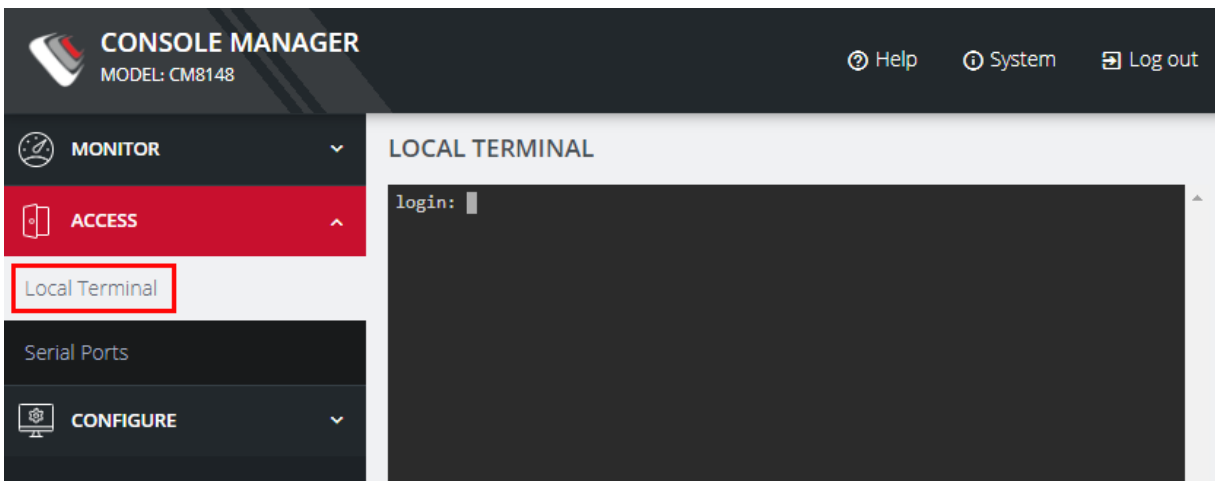 CONSOLE MANAGER
MODEL: CM8148
Help
System
Log out
MONITOR
ACCESS
Local Terminal
Serial Ports
CONFIGURE
LOCAL TERMINAL
login: